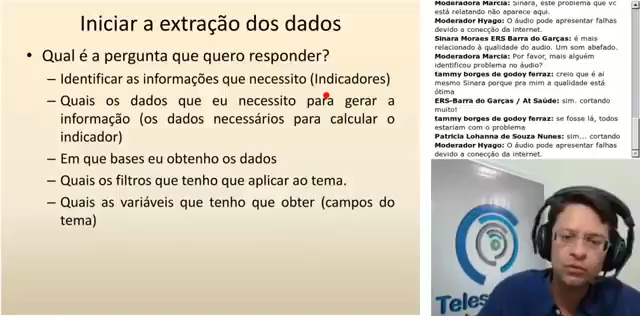 Iniciar a extração dos dados
• Qual é a pergunta que quero responder?
– Identificar as informações que necessito (Indicadores)
– Quais os dados que eu necessito para gerar a
informação (os dados necessários para calcular o
indicador)
– Em que bases eu obtenho os dados
– Quais os filtros que tenho que aplicar ao tema.
– Quais as variáveis que tenho que obter (campos do
tema)
Moderadora Marcia: Sinara, este problema que vc
está relatando não aparece aqui.
Moderador Hyago: O áudio pode apresentar falhas
devido a conecção da internet.
Sinara Moraes ERS Barra do Garças: é mais
relacionado à qualidade do audio. Um som abafado.
Moderadora Marcia: Por favor, mais alguém
identificou problema no áudio?
tammy borges de godoy ferraz: creio que é aí
mesmo Sinara porque pra mim a qualidade está
ótima
ERS-Barra do Garças / At Saúde: sim. cortando
muito!
tammy borges de godoy ferraz: se fosse lá, todos
estariam com o problema
Patricia Lohanna de Souza Nunes: sim... cortando
Moderador Hyago: O áudio pode apresentar falhas
devido a conecção da internet.
Teles